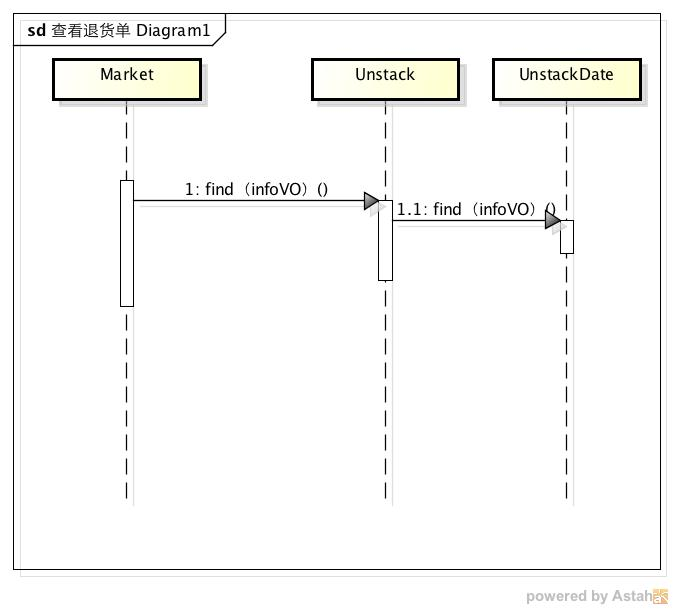 sd 查看退货单 Diagram1
Market
Unstack
UnstackDate
1: find（infoVO）()
1.1: find（infoVO）()
powered by Astah